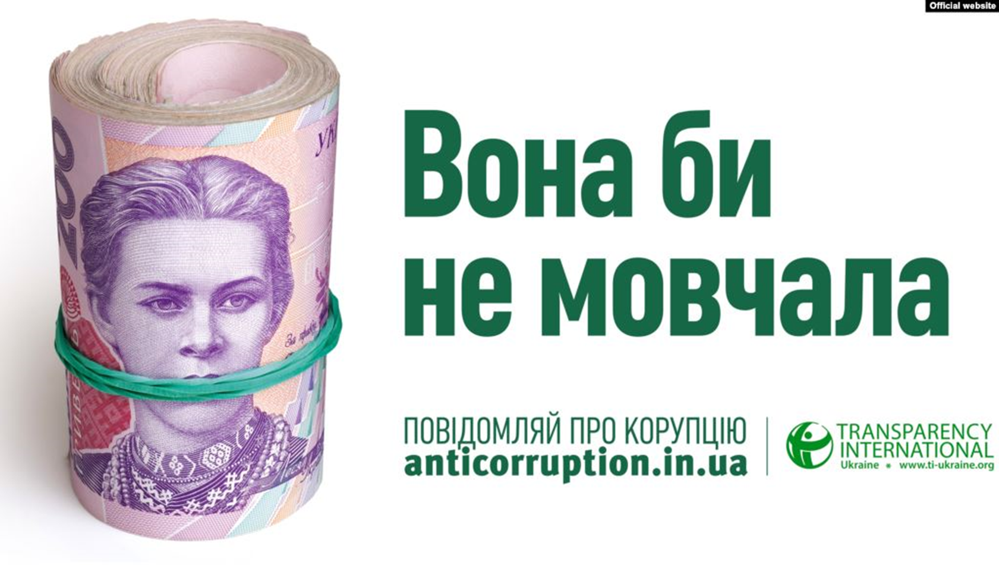 Official website
200
Вона би
не мовчала
ПОВІДОМЛЯЙ ПРО КОРУПЦІЮ
anticorruption.in.ua
TRANSPARENCY
INTERNATIONAL
Ukraine * www.ti-ukraine.org